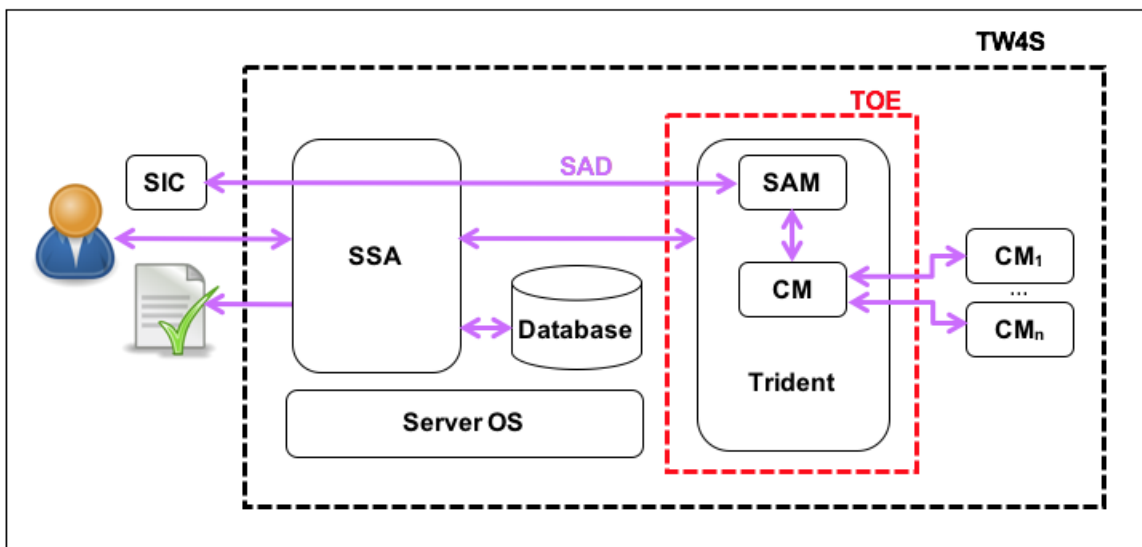 TW4S
TOE
SIC
SAD
SAM
SSA
CM
CM₁
...
CMₙ
Database
Trident
Server OS